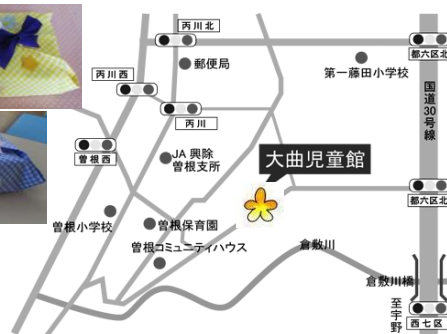 丙川北
都六区北
郵便局
第一藤田小学校
丙川西
国道30号線
丙川
曽根西
JA 興除
曽根支所
大曲児童館
都六区北
曽根小学校
曽根保育園
曽根コミュニティハウス
倉敷川
倉敷川橋
至宇野
西七区